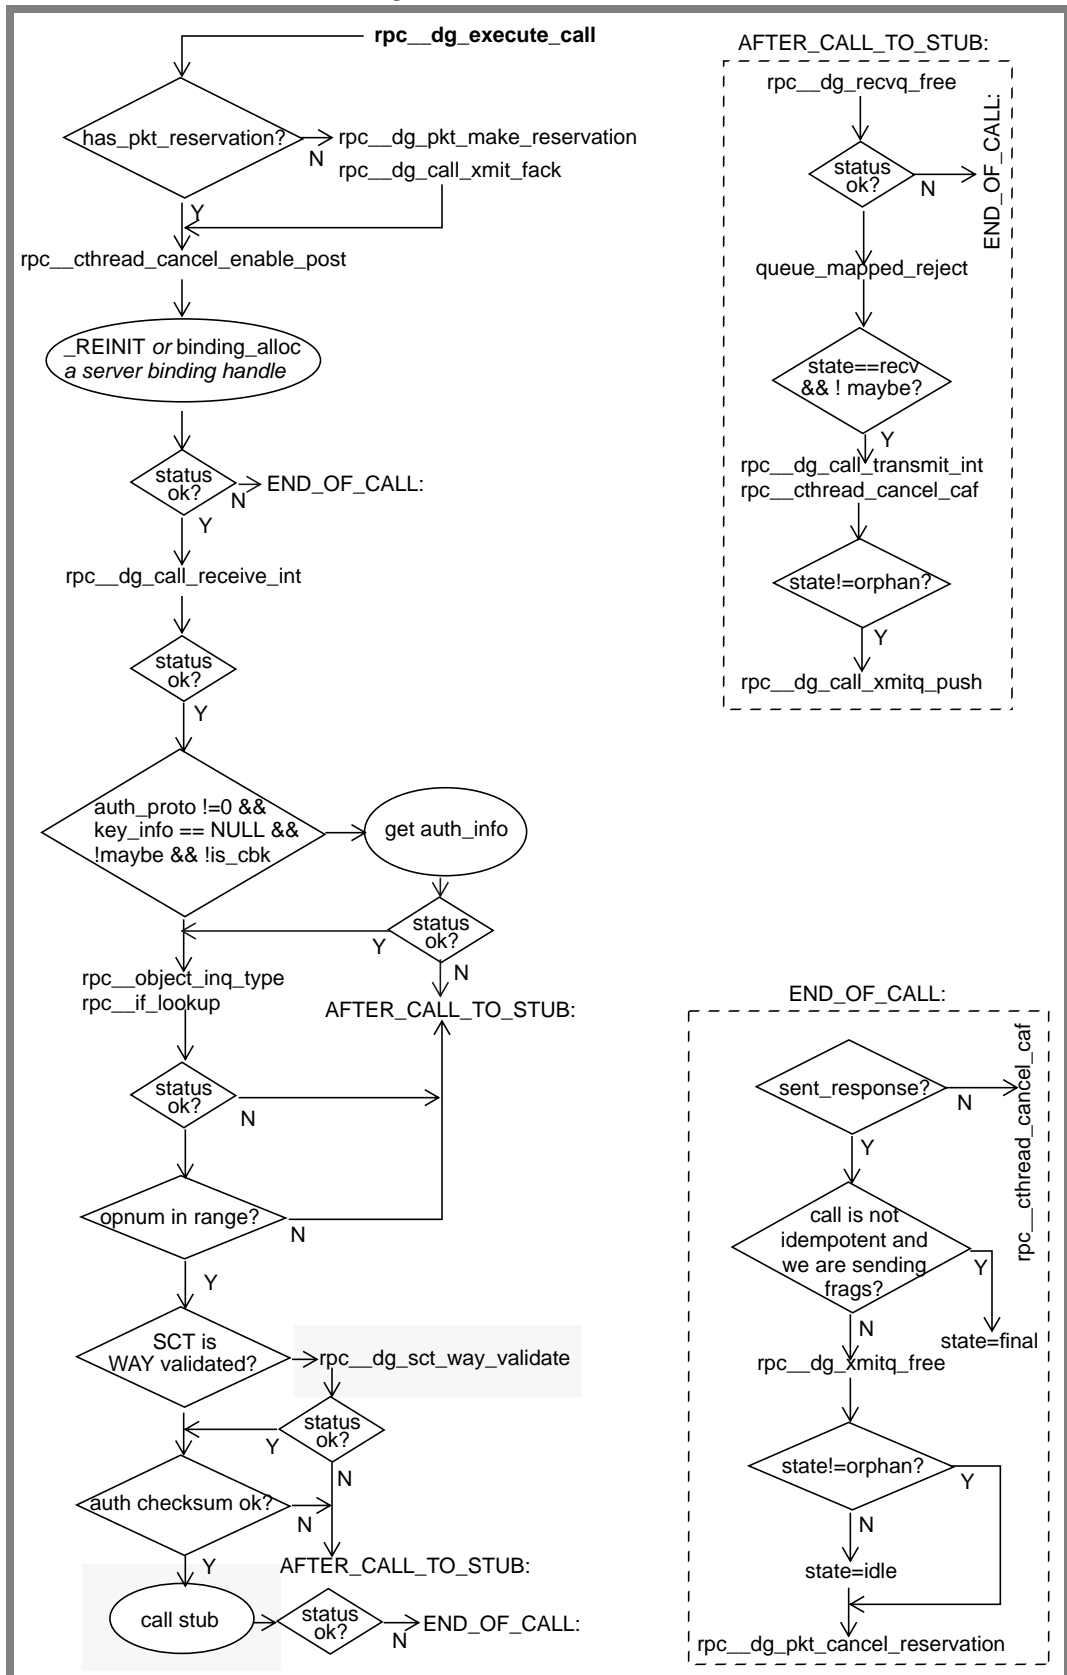 rpc__dg_execute_call
has_pkt_reservation?
N
rpc__dg_pkt_make_reservation
rpc__dg_call_xmit_fack
Y
rpc__cthread_cancel_enable_post
_REINIT or binding_alloc
a server binding handle
status
ok?
N
END_OF_CALL:
Y
rpc__dg_call_receive_int
status
ok?
Y
auth_proto !=0 &&
key_info == NULL &&
!maybe && !is_cbk
get auth_info
status
ok?
Y
N
rpc__object_inq_type
rpc__if_lookup
AFTER_CALL_TO_STUB:
status
ok?
N
opnum in range?
N
Y
SCT is
WAY validated?
rpc__dg_sct_way_validate
status
ok?
Y
N
auth checksum ok?
N
Y
AFTER_CALL_TO_STUB:
call stub
status
ok?
N
END_OF_CALL:
AFTER_CALL_TO_STUB:
rpc__dg_recvq_free
status
ok?
N
END_OF_CALL:
queue_mapped_reject
state==recv
&& ! maybe?
Y
rpc__dg_call_transmit_int
rpc__cthread_cancel_caf
state!=orphan?
Y
rpc__dg_call_xmitq_push
END_OF_CALL:
sent_response?
N
rpc__cthread_cancel_caf
Y
call is not
idempotent and
we are sending
frags?
Y
state=final
N
rpc__dg_xmitq_free
state!=orphan?
Y
N
state=idle
rpc__dg_pkt_cancel_reservation